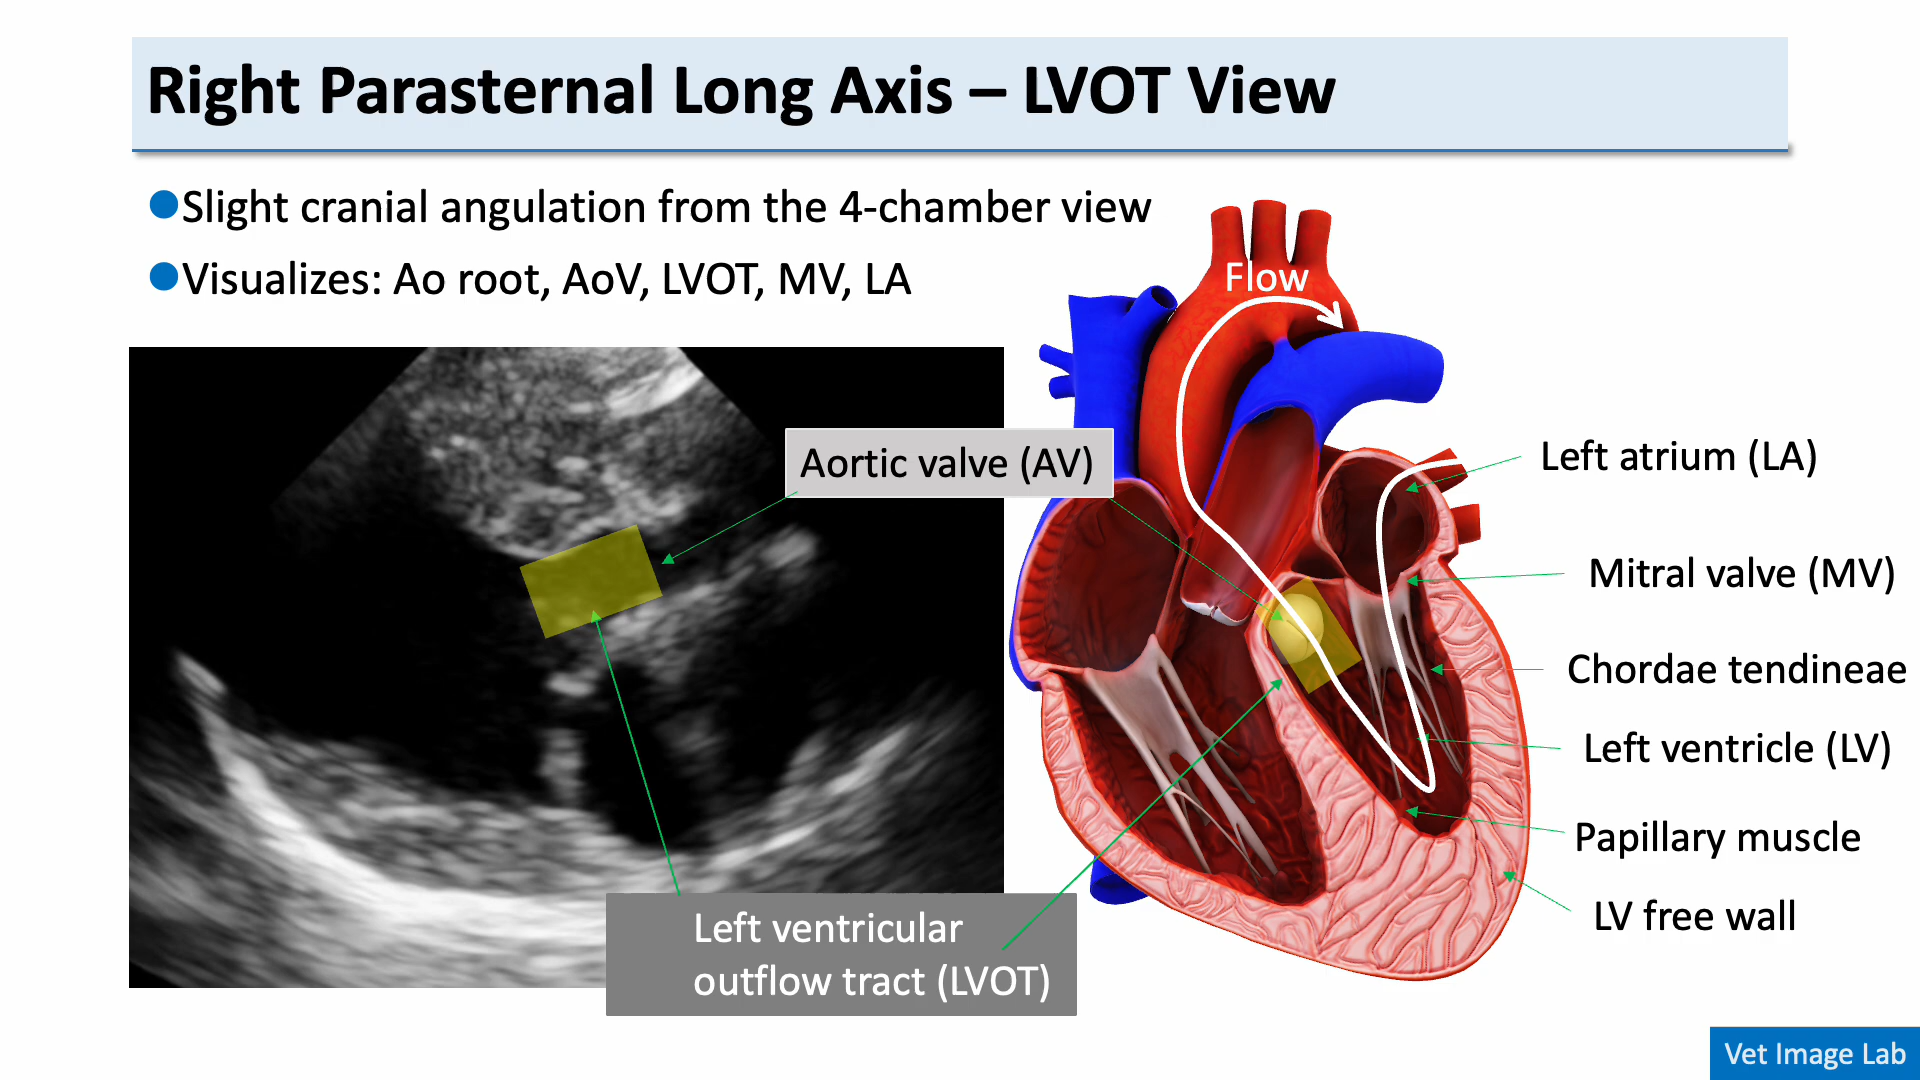 Right Parasternal Long Axis – LVOT View
Slight cranial angulation from the 4-chamber view
Visualizes: Ao root, AoV, LVOT, MV, LA
Flow
Aortic valve (AV)
Left atrium (LA)
Mitral valve (MV)
Chordae tendineae
Left ventricle (LV)
Papillary muscle
LV free wall
Left ventricular
outflow tract (LVOT)
Vet Image Lab